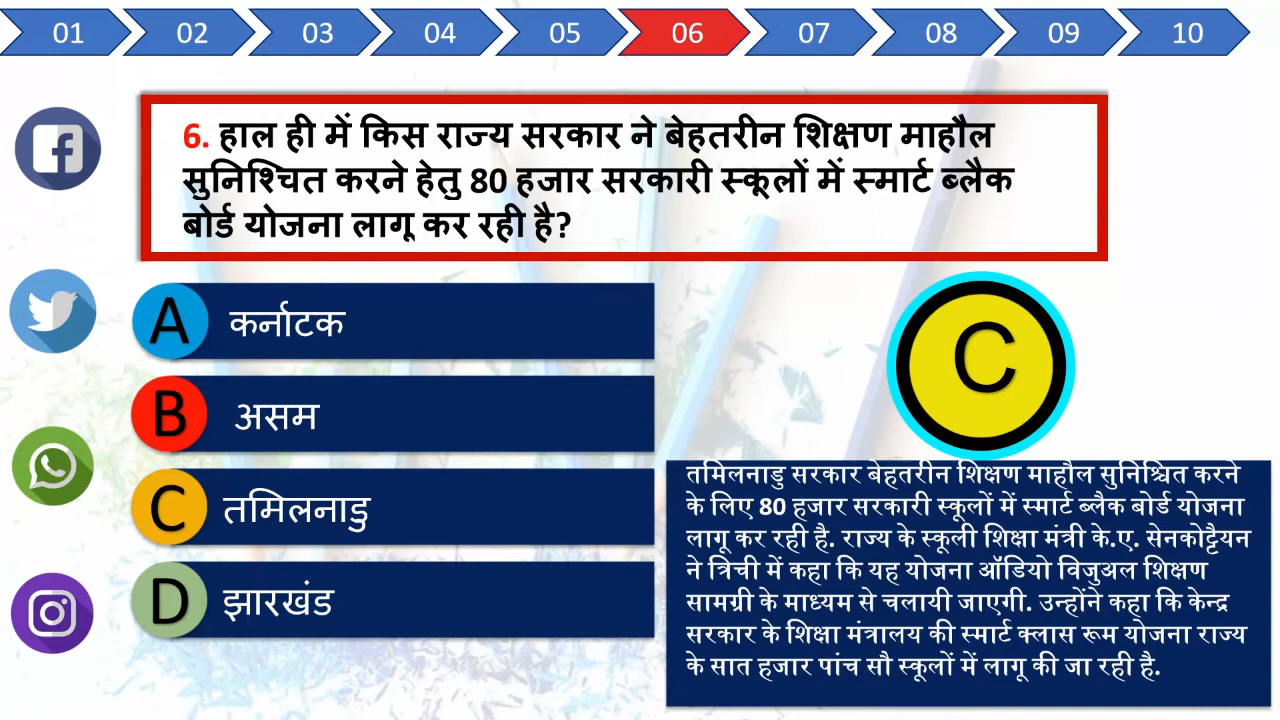 01 02 03 04 05 06 07 08 09 10
6. हाल ही में किस राज्य सरकार ने बेहतरीन शिक्षण माहौल
सुनिश्चित करने हेतु 80 हजार सरकारी स्कूलों में स्मार्ट ब्लैक
बोर्ड योजना लागू कर रही है?
A कर्नाटक
B असम
C तमिलनाडु
D झारखंड
C
तमिलनाडु सरकार बेहतरीन शिक्षण माहौल सुनिश्चित करने
के लिए 80 हजार सरकारी स्कूलों में स्मार्ट ब्लैक बोर्ड योजना
लागू कर रही है. राज्य के स्कूली शिक्षा मंत्री के.ए. सेनकोट्टैयन
ने त्रिची में कहा कि यह योजना ऑडियो विजुअल शिक्षण
सामग्री के माध्यम से चलायी जाएगी. उन्होंने कहा कि केन्द्र
सरकार के शिक्षा मंत्रालय की स्मार्ट क्लास रूम योजना राज्य
के सात हजार पांच सौ स्कूलों में लागू की जा रही है.